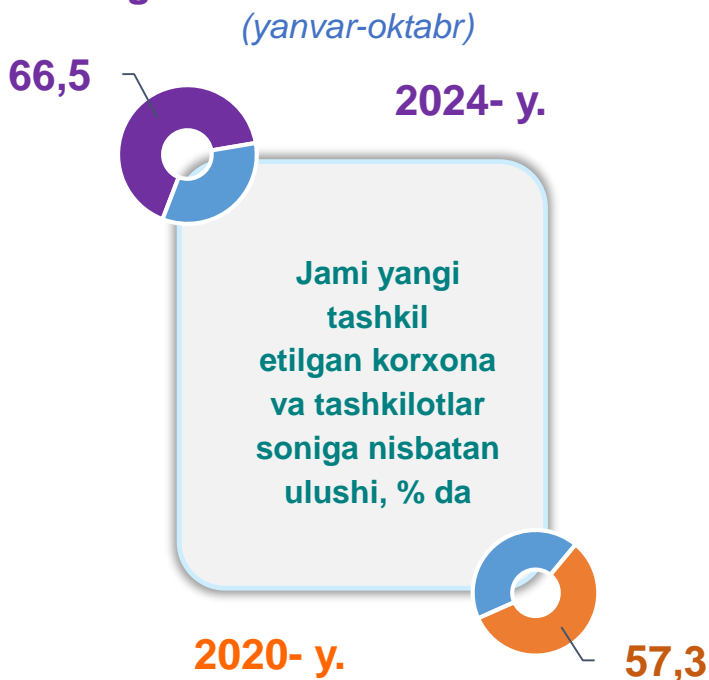 (yanvar-oktabr)
66,5
2024- y.
Jami yangi
tashkil
etilgan korxona
va tashkilotlar
soniga nisbatan
ulushi, % da
2020- y.
57,3